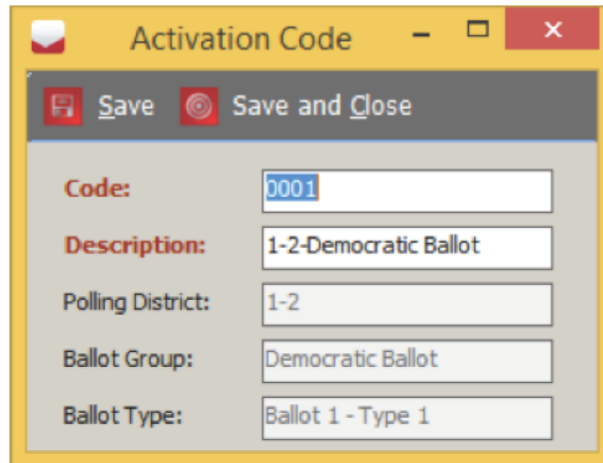 Activation Code
Save Save and Close
Code: 0001
Description: 1-2-Democratic Ballot
Polling District: 1-2
Ballot Group: Democratic Ballot
Ballot Type: Ballot 1 - Type 1